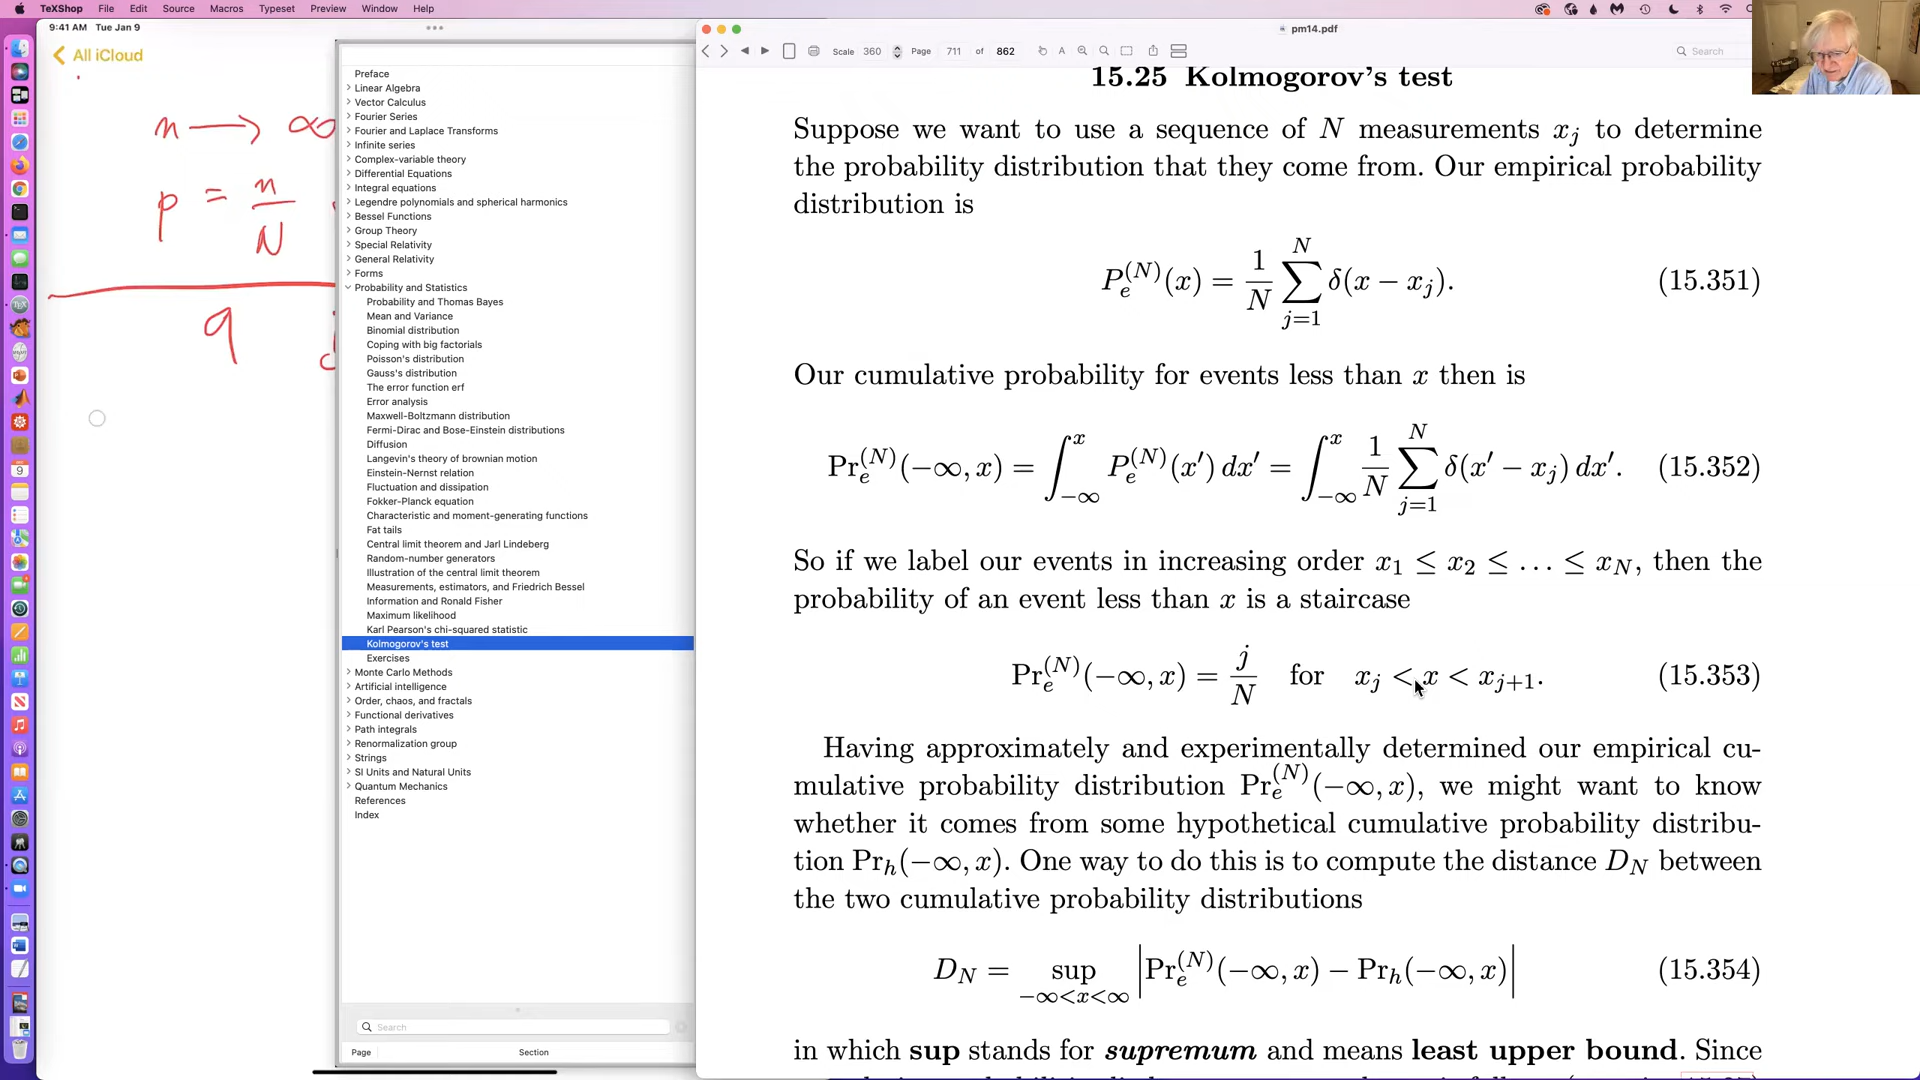 TeXShop File Edit Source Macros Typeset Preview Window Help
9:41 AM Tue Jan 9
All iCloud
n → ∞
p = n/N
9
Preface
Linear Algebra
Vector Calculus
Fourier Series
Fourier and Laplace Transforms
Infinite series
Complex-variable theory
Differential Equations
Integral equations
Legendre polynomials and spherical harmonics
Bessel Functions
Group Theory
Special Relativity
General Relativity
Forms
Probability and Statistics
Probability and Thomas Bayes
Mean and Variance
Binomial distribution
Coping with big factorials
Poisson's distribution
Gauss's distribution
The error function erf
Error analysis
Maxwell-Boltzmann distribution
Fermi-Dirac and Bose-Einstein distributions
Diffusion
Langevin's theory of brownian motion
Einstein-Nernst relation
Fluctuation and dissipation
Fokker-Planck equation
Characteristic and moment-generating functions
Fat tails
Central limit theorem and Jarl Lindeberg
Random-number generators
Illustration of the central limit theorem
Measurements, estimators, and Friedrich Bessel
Information and Ronald Fisher
Maximum likelihood
Karl Pearson's chi-squared statistic
Kolmogorov's test
Exercises
Monte Carlo Methods
Artificial intelligence
Order, chaos, and fractals
Functional derivatives
Path integrals
Renormalization group
Strings
SI Units and Natural Units
Quantum Mechanics
References
Index
Search
Page Section
pm14.pdf
Scale 360 Page 711 of 862 Search
15.25 Kolmogorov's test
Suppose we want to use a sequence of N measurements x_j to determine
the probability distribution that they come from. Our empirical probability
distribution is
P_e^(N)(x) = 1/N ∑_{j=1}^N δ(x − x_j). (15.351)
Our cumulative probability for events less than x then is
Pr_e^(N)(−∞, x) = ∫_{−∞}^x P_e^(N)(x′) dx′ = ∫_{−∞}^x 1/N ∑_{j=1}^N δ(x′ − x_j) dx′. (15.352)
So if we label our events in increasing order x_1 ≤ x_2 ≤ … ≤ x_N, then the
probability of an event less than x is a staircase
Pr_e^(N)(−∞, x) = j/N for x_j < x < x_{j+1}. (15.353)
Having approximately and experimentally determined our empirical cu-
mulative probability distribution Pr_e^(N)(−∞, x), we might want to know
whether it comes from some hypothetical cumulative probability distribu-
tion Pr_h(−∞, x). One way to do this is to compute the distance D_N between
the two cumulative probability distributions
D_N = sup_{−∞<x<∞} |Pr_e^(N)(−∞, x) − Pr_h(−∞, x)| (15.354)
in which sup stands for supremum and means least upper bound. Since